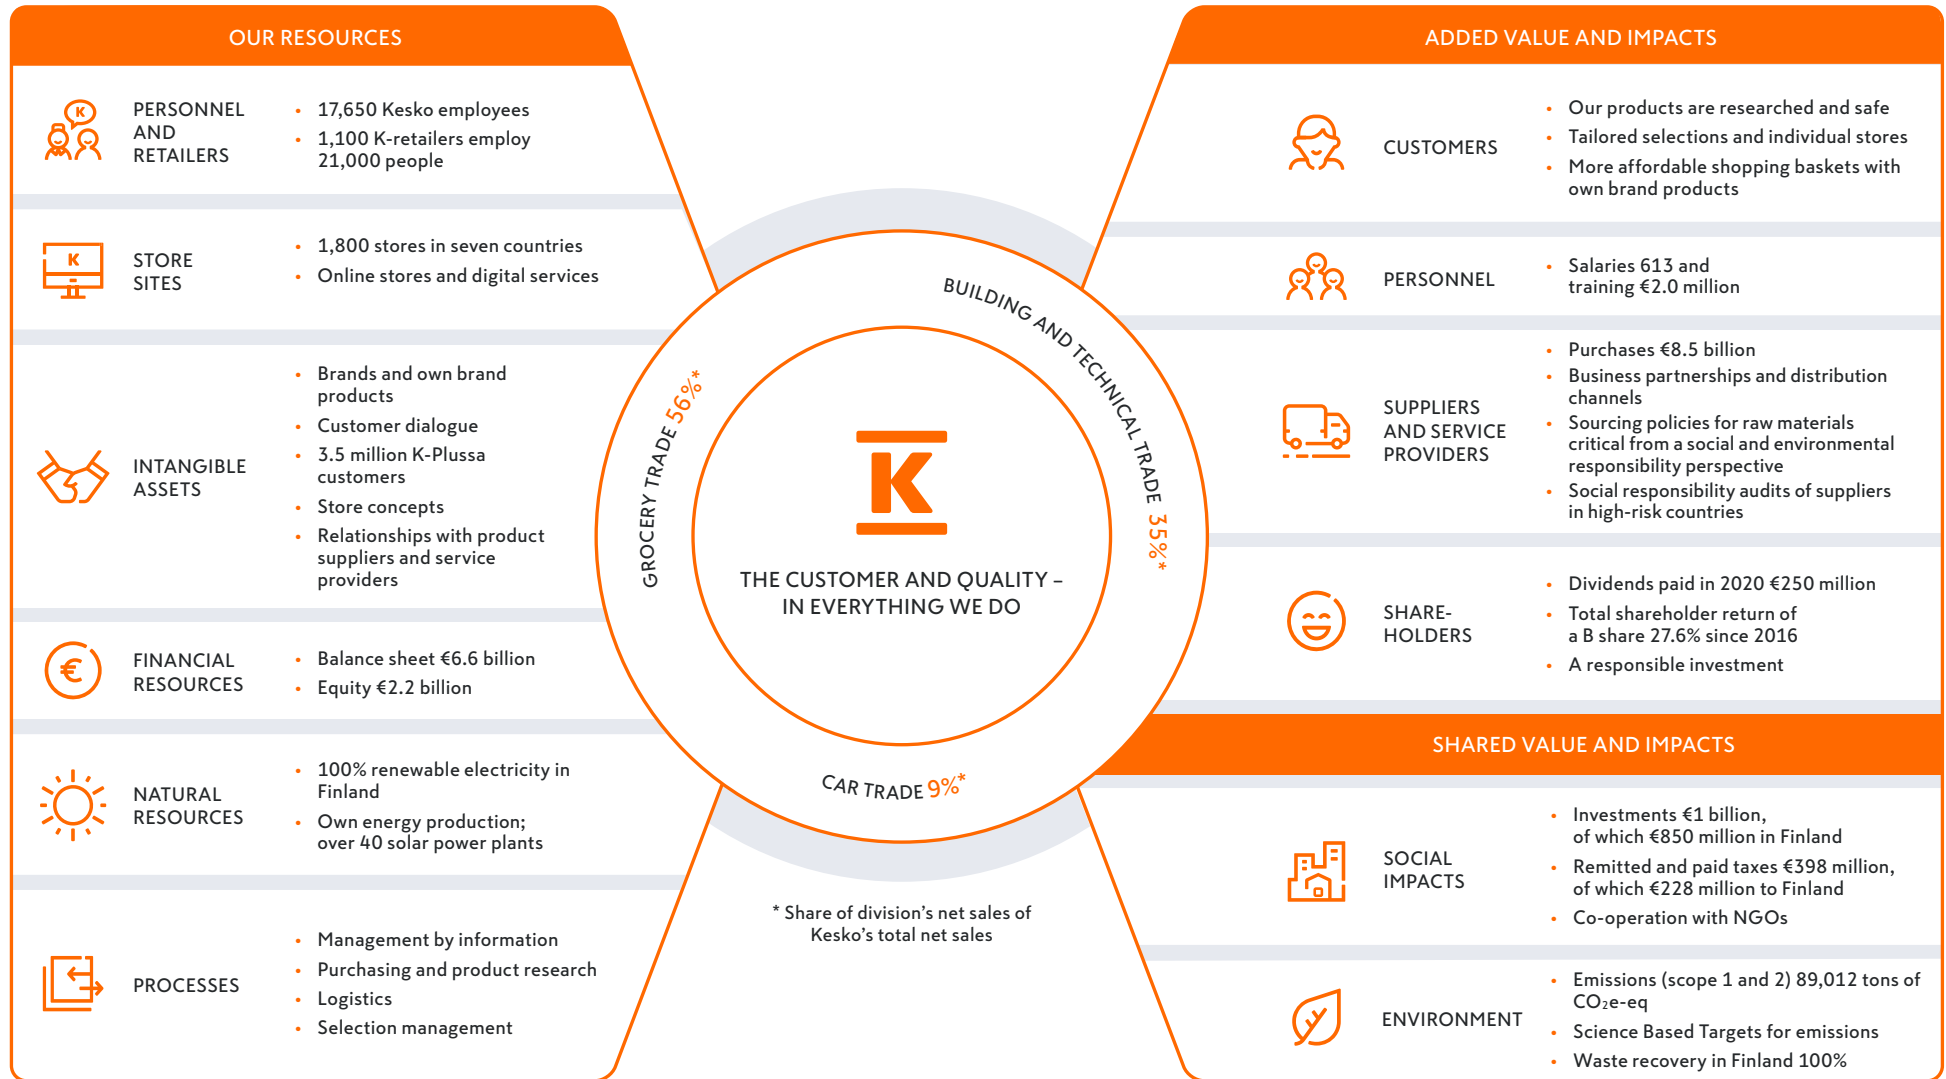 OUR RESOURCES
K
PERSONNEL
AND
RETAILERS
• 17,650 Kesko employees
• 1,100 K-retailers employ
21,000 people
K
STORE
SITES
• 1,800 stores in seven countries
• Online stores and digital services
INTANGIBLE
ASSETS
• Brands and own brand
products
• Customer dialogue
• 3.5 million K-Plussa
customers
• Store concepts
• Relationships with product
suppliers and service
providers
€
FINANCIAL
RESOURCES
• Balance sheet €6.6 billion
• Equity €2.2 billion
NATURAL
RESOURCES
• 100% renewable electricity in
Finland
• Own energy production;
over 40 solar power plants
PROCESSES
• Management by information
• Purchasing and product research
• Logistics
• Selection management
GROCERY TRADE 56%*
BUILDING AND TECHNICAL TRADE 35%*
CAR TRADE 9%*
K
THE CUSTOMER AND QUALITY –
IN EVERYTHING WE DO
* Share of division’s net sales of
Kesko’s total net sales
ADDED VALUE AND IMPACTS
CUSTOMERS
• Our products are researched and safe
• Tailored selections and individual stores
• More affordable shopping baskets with
own brand products
PERSONNEL
• Salaries 613 and
training €2.0 million
SUPPLIERS
AND SERVICE
PROVIDERS
• Purchases €8.5 billion
• Business partnerships and distribution
channels
• Sourcing policies for raw materials
critical from a social and environmental
responsibility perspective
• Social responsibility audits of suppliers
in high-risk countries
SHARE-
HOLDERS
• Dividends paid in 2020 €250 million
• Total shareholder return of
a B share 27.6% since 2016
• A responsible investment
SHARED VALUE AND IMPACTS
SOCIAL
IMPACTS
• Investments €1 billion,
of which €850 million in Finland
• Remitted and paid taxes €398 million,
of which €228 million to Finland
• Co-operation with NGOs
ENVIRONMENT
• Emissions (scope 1 and 2) 89,012 tons of
CO₂e-eq
• Science Based Targets for emissions
• Waste recovery in Finland 100%